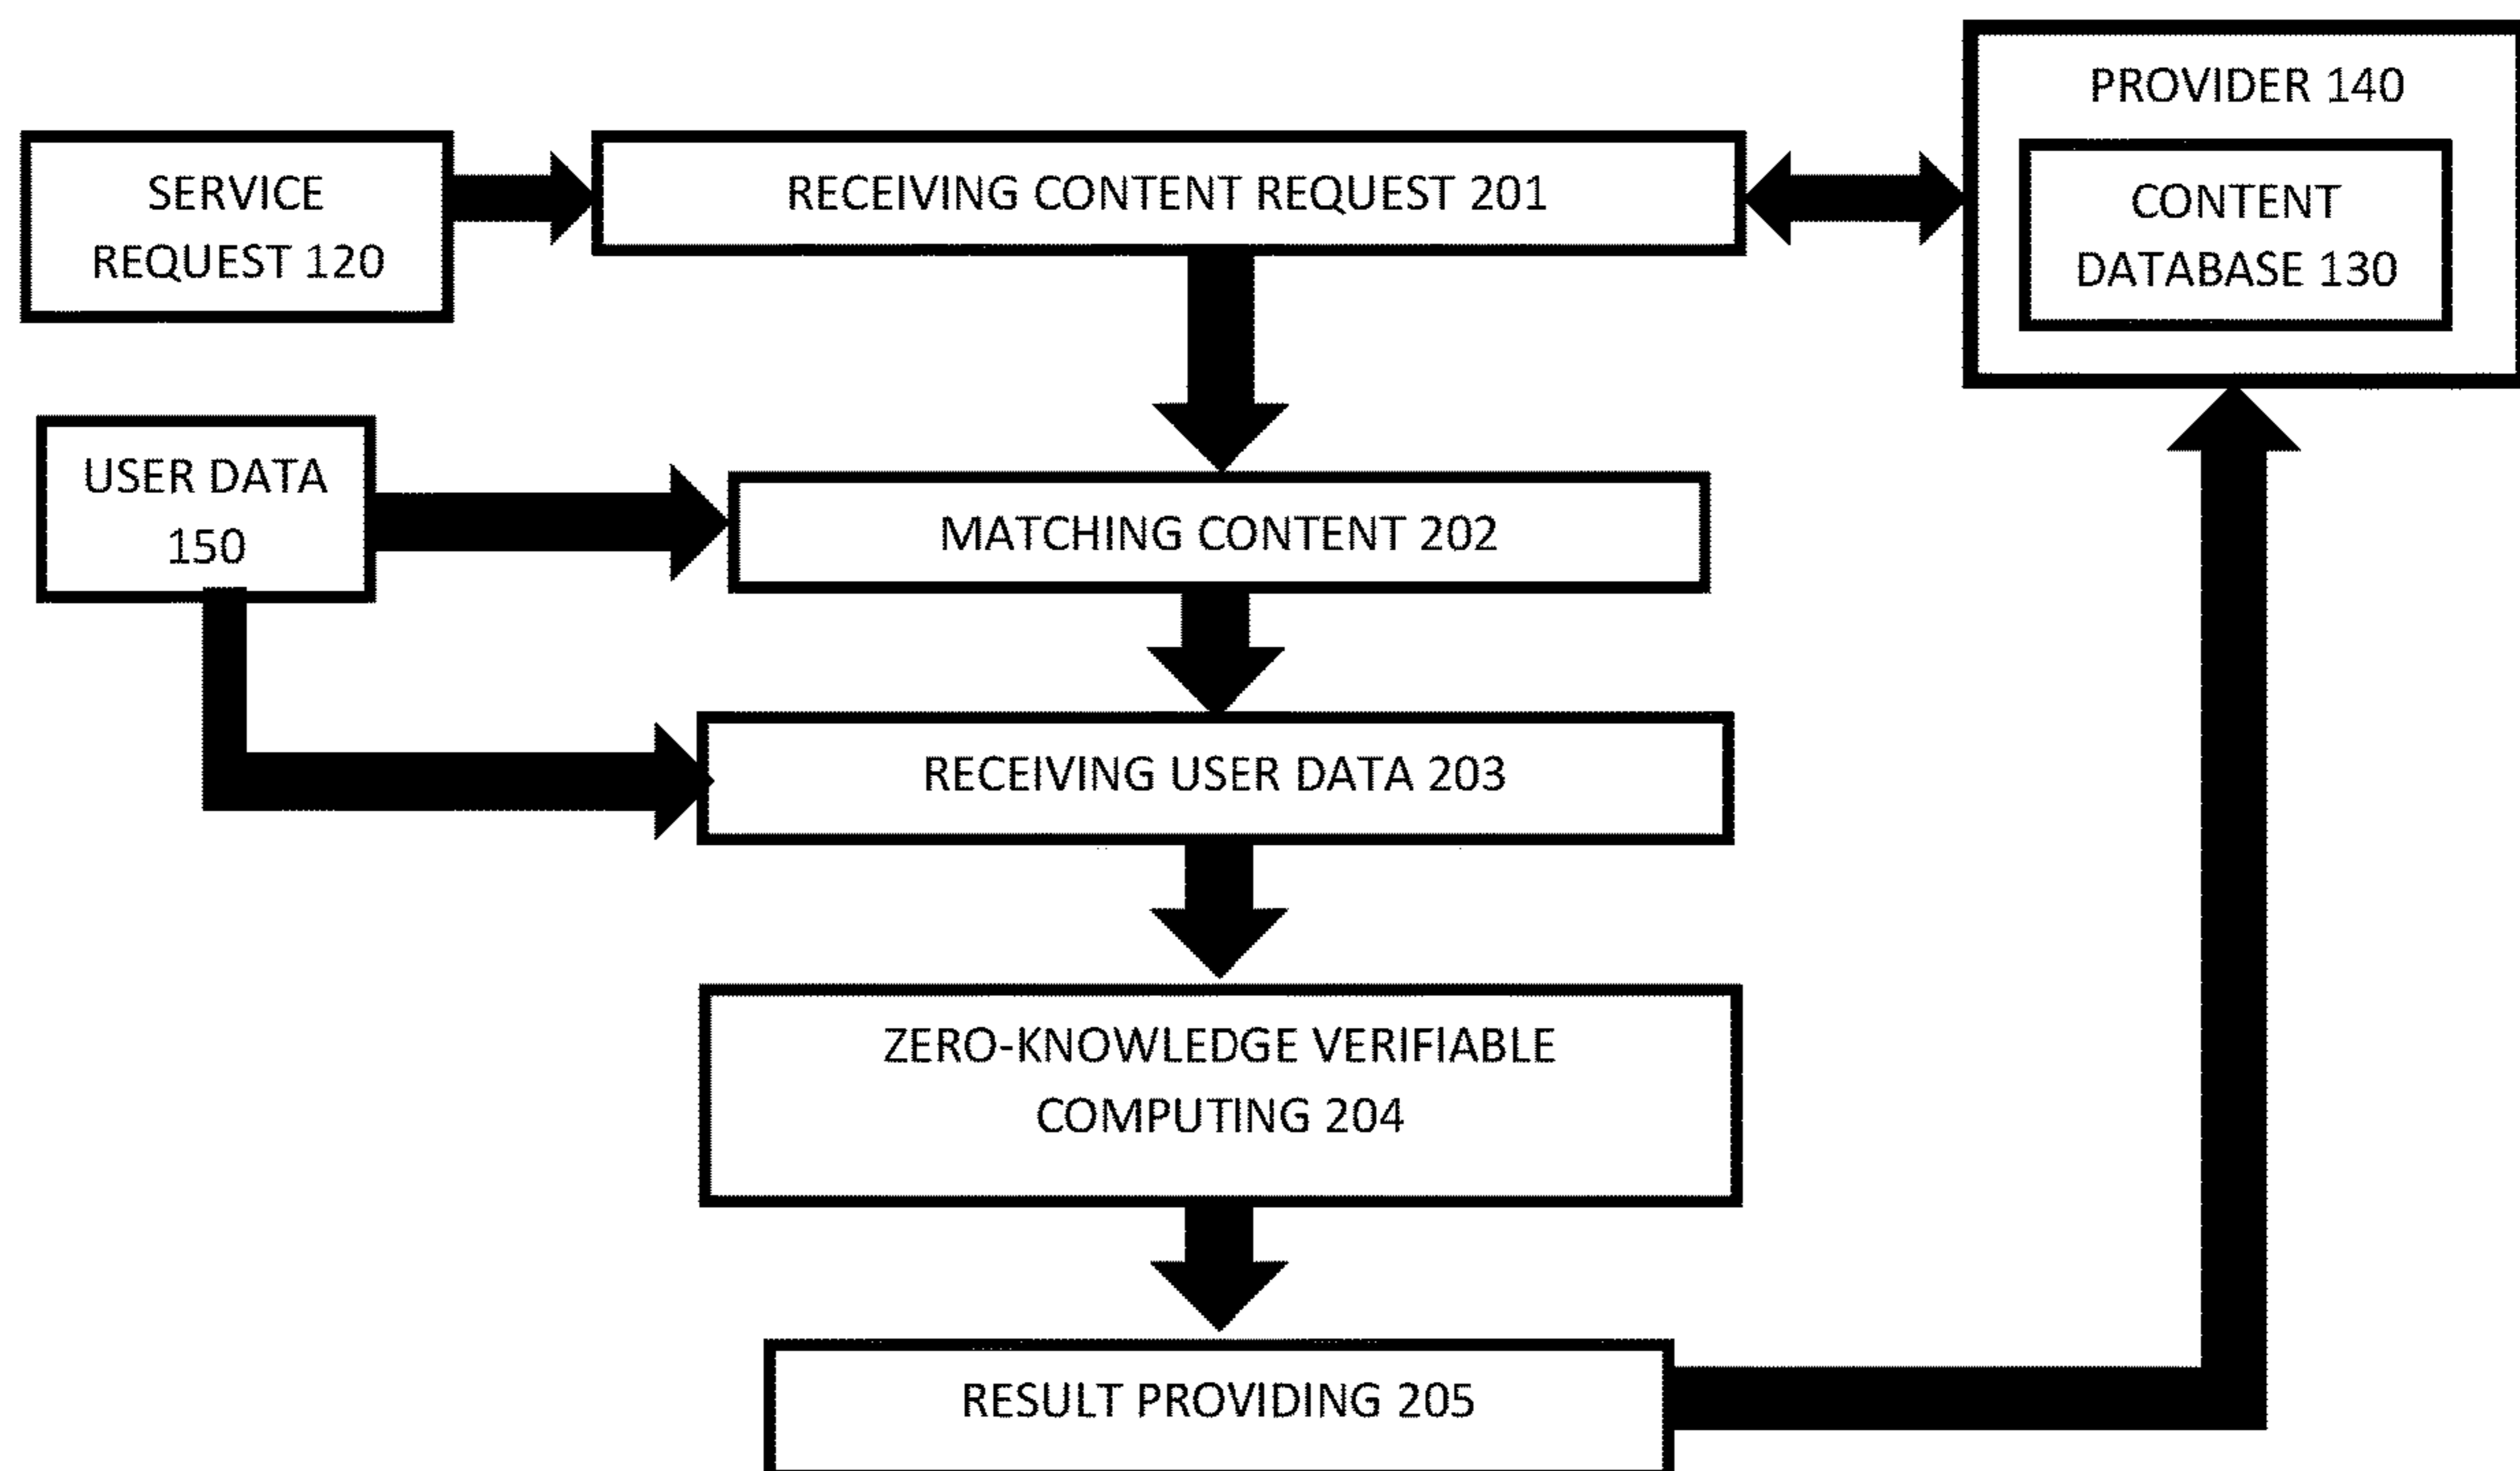 PROVIDER 140
SERVICE
REQUEST 120
RECEIVING CONTENT REQUEST 201
CONTENT
DATABASE 130
USER DATA
150
MATCHING CONTENT 202
RECEIVING USER DATA 203
ZERO-KNOWLEDGE VERIFIABLE
COMPUTING 204
RESULT PROVIDING 205